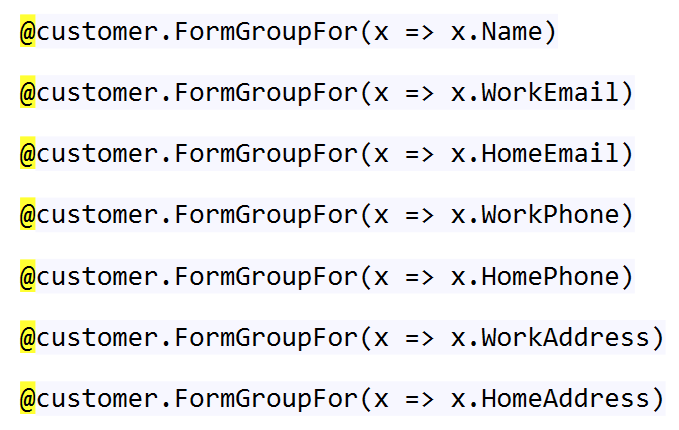 @customer.FormGroupFor(x => x.Name)
@customer.FormGroupFor(x => x.WorkEmail)
@customer.FormGroupFor(x => x.HomeEmail)
@customer.FormGroupFor(x => x.WorkPhone)
@customer.FormGroupFor(x => x.HomePhone)
@customer.FormGroupFor(x => x.WorkAddress)
@customer.FormGroupFor(x => x.HomeAddress)